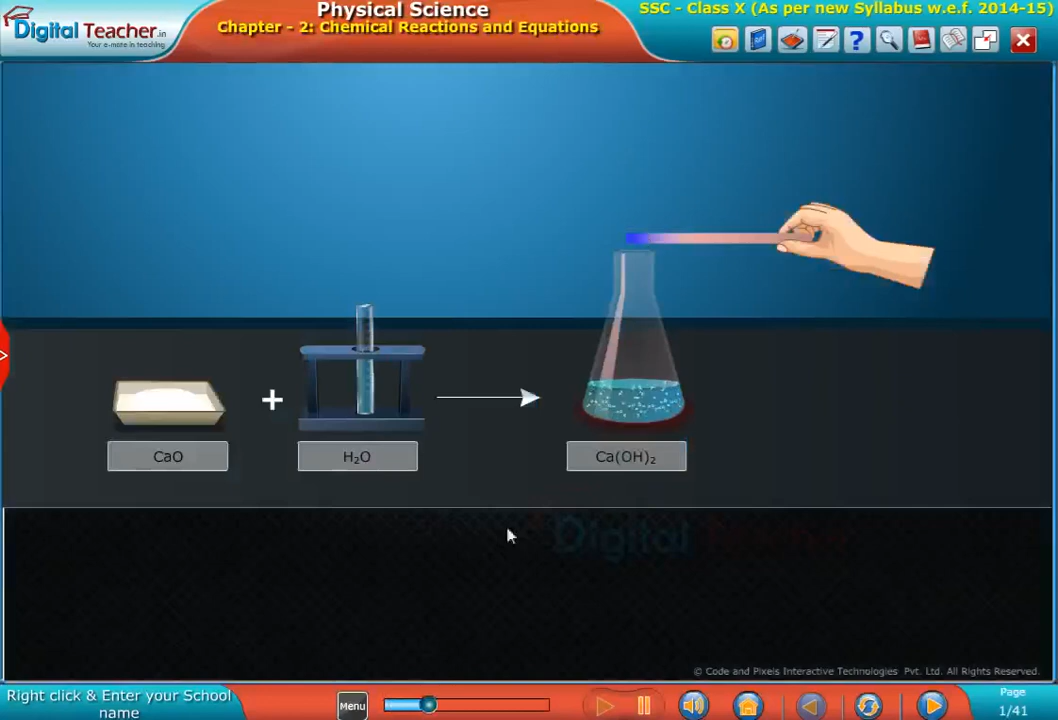 Digital Teacher.in
Your e-mate in teaching
Physical Science
Chapter - 2: Chemical Reactions and Equations
SSC - Class X (As per new Syllabus w.e.f. 2014-15)
CaO
+
H₂O
Ca(OH)₂
Digital Teacher
© Code and Pixels Interactive Technologies Pvt. Ltd. All Rights Reserved.
Right click & Enter your School
name
Menu
Page
1/41